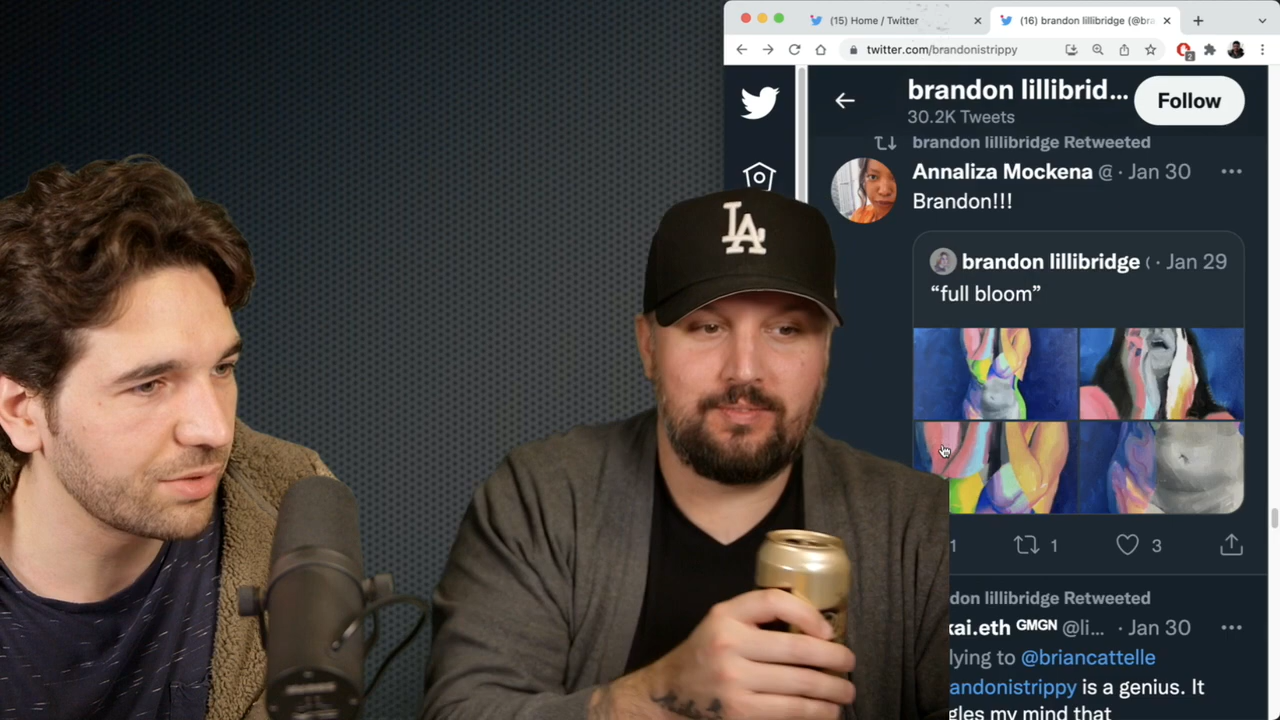 (15) Home / Twitter
(16) brandon lillibridge (@bra
twitter.com/brandonistrippy
2
brandon lillibrid...
30.2K Tweets
Follow
brandon lillibridge Retweeted
Annaliza Mockena @ · Jan 30
Brandon!!!
brandon lillibridge ( · Jan 29
“full bloom”
1
1
3
don lillibridge Retweeted
kai.eth GMGN @li... · Jan 30
lying to @briancattelle
andonistrippy is a genius. It
gles my mind that
LA